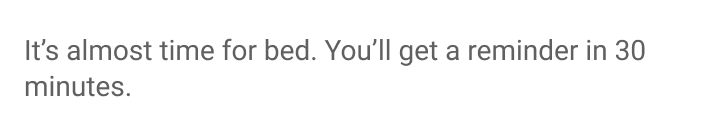 It’s almost time for bed. You’ll get a reminder in 30
minutes.